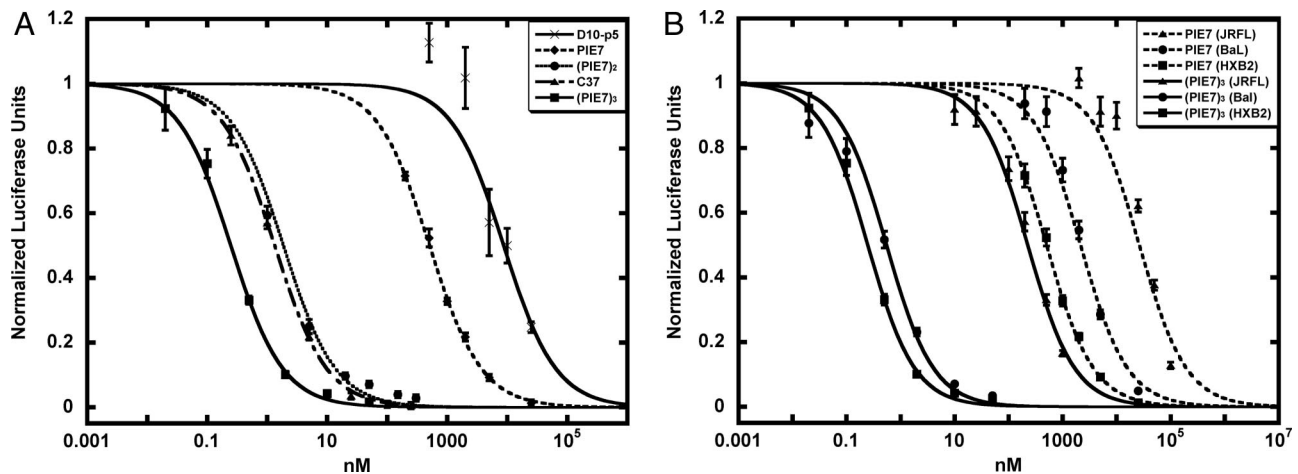 A
Normalized Luciferase Units
1.2
1
0.8
0.6
0.4
0.2
0
0.001
0.1
10
1000
10⁵
nM
D10-p5
PIE7
(PIE7)₂
C37
(PIE7)₃
B
Normalized Luciferase Units
1.2
1
0.8
0.6
0.4
0.2
0
0.001
0.1
10
1000
10⁵
10⁷
nM
PIE7 (JRFL)
PIE7 (BaL)
PIE7 (HXB2)
(PIE7)₃ (JRFL)
(PIE7)₃ (Bal)
(PIE7)₃ (HXB2)